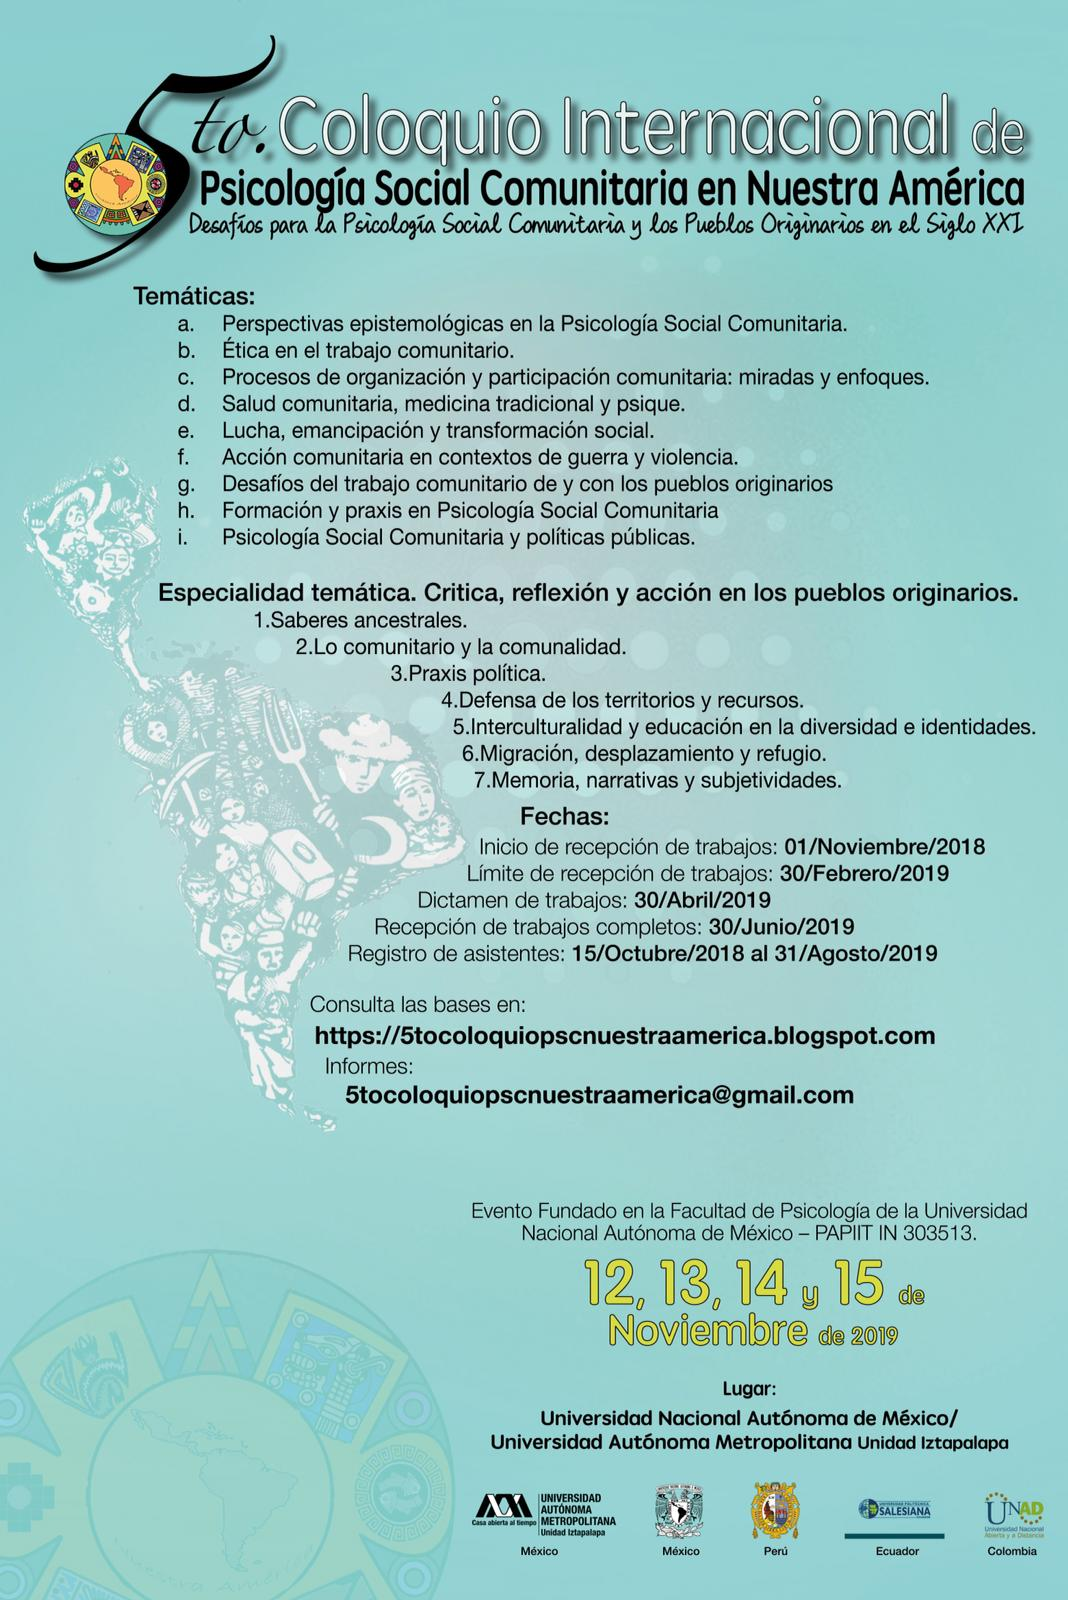 5to. Coloquio Internacional de
Psicología Social Comunitaria en Nuestra América
Desafíos para la Psicología Social Comunitaria y los Pueblos Originarios en el Siglo XXI
Temáticas:
a. Perspectivas epistemológicas en la Psicología Social Comunitaria.
b. Ética en el trabajo comunitario.
c. Procesos de organización y participación comunitaria: miradas y enfoques.
d. Salud comunitaria, medicina tradicional y psique.
e. Lucha, emancipación y transformación social.
f. Acción comunitaria en contextos de guerra y violencia.
g. Desafíos del trabajo comunitario de y con los pueblos originarios
h. Formación y praxis en Psicología Social Comunitaria
i. Psicología Social Comunitaria y políticas públicas.
Especialidad temática. Critica, reflexión y acción en los pueblos originarios.
1.Saberes ancestrales.
2.Lo comunitario y la comunalidad.
3.Praxis política.
4.Defensa de los territorios y recursos.
5.Interculturalidad y educación en la diversidad e identidades.
6.Migración, desplazamiento y refugio.
7.Memoria, narrativas y subjetividades.
Fechas:
Inicio de recepción de trabajos: 01/Noviembre/2018
Límite de recepción de trabajos: 30/Febrero/2019
Dictamen de trabajos: 30/Abril/2019
Recepción de trabajos completos: 30/Junio/2019
Registro de asistentes: 15/Octubre/2018 al 31/Agosto/2019
Consulta las bases en:
https://5tocoloquiopscnuestraamerica.blogspot.com
Informes:
5tocoloquiopscnuestraamerica@gmail.com
Evento Fundado en la Facultad de Psicología de la Universidad
Nacional Autónoma de México – PAPIIT IN 303513.
12, 13, 14 y 15 de
Noviembre de 2019
Lugar:
Universidad Nacional Autónoma de México/
Universidad Autónoma Metropolitana Unidad Iztapalapa
Casa abierta al tiempo
UNIVERSIDAD
AUTÓNOMA
METROPOLITANA
Unidad Iztapalapa
México
México
Perú
UNIVERSIDAD POLITÉCNICA
SALESIANA
Ecuador
UNAD
Universidad Nacional
Abierta y a Distancia
Colombia
Nuestra América